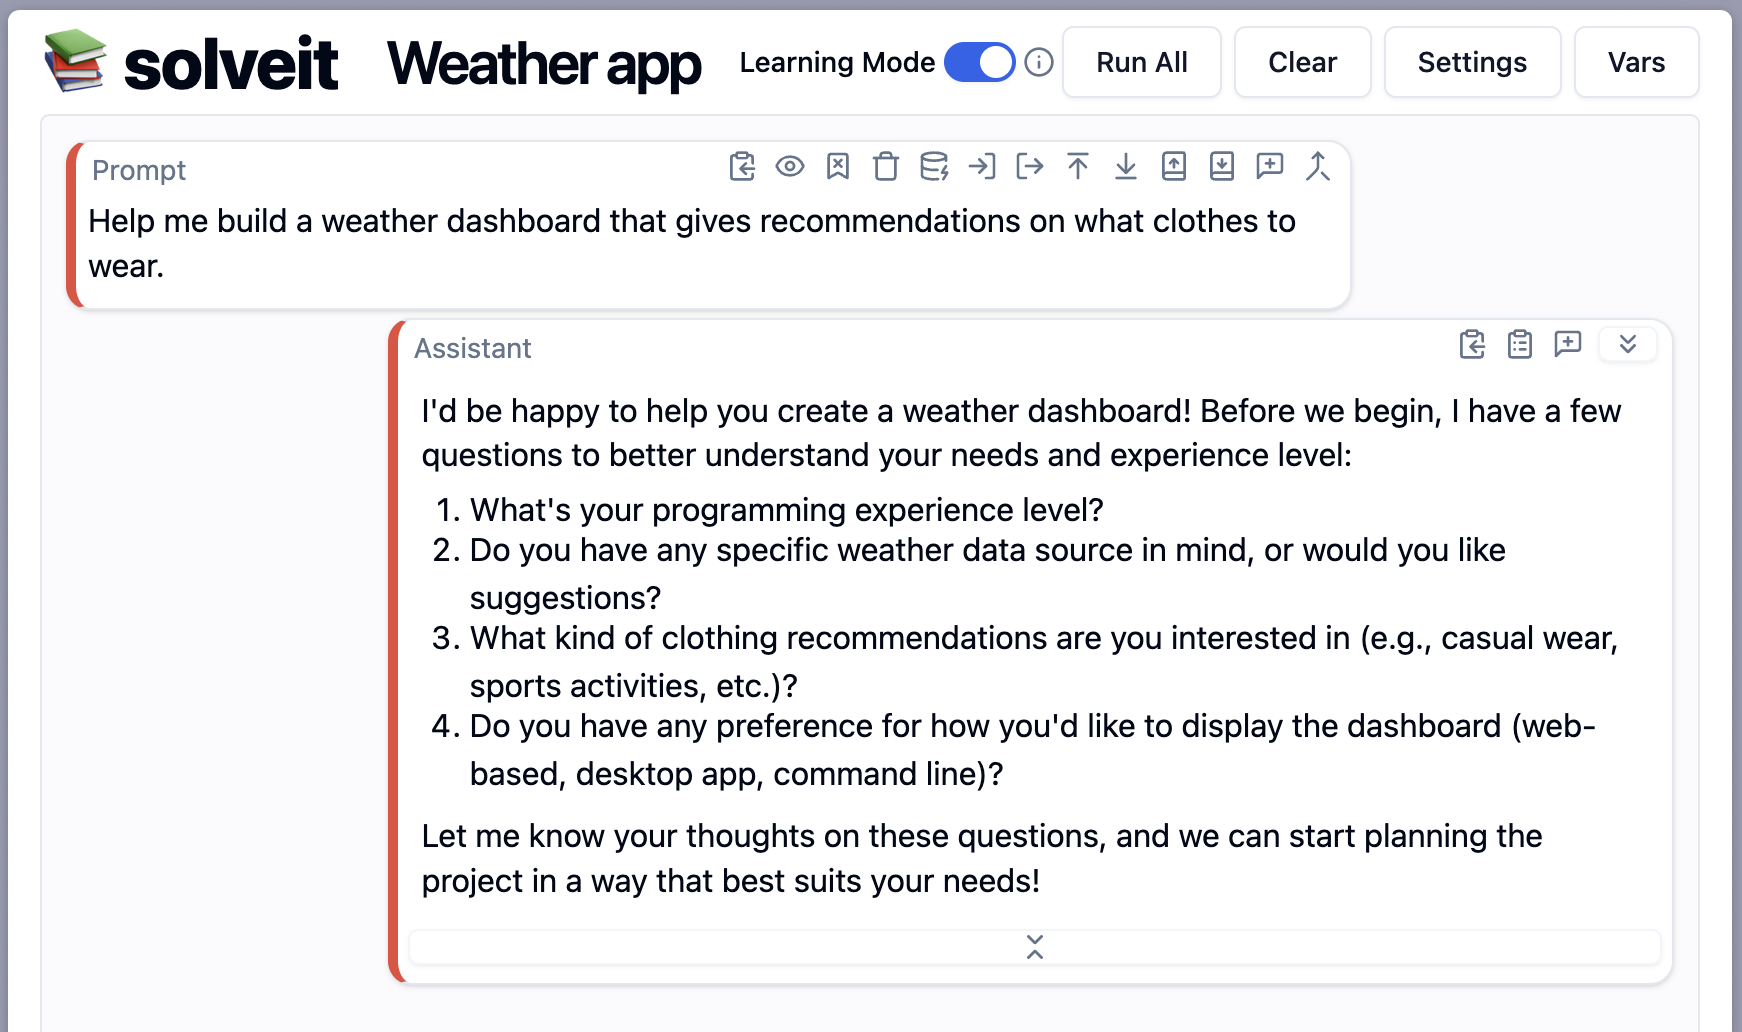 solveit Weather app Learning Mode Run All Clear Settings Vars
Prompt
Help me build a weather dashboard that gives recommendations on what clothes to
wear.
Assistant
I'd be happy to help you create a weather dashboard! Before we begin, I have a few
questions to better understand your needs and experience level:
1. What's your programming experience level?
2. Do you have any specific weather data source in mind, or would you like
suggestions?
3. What kind of clothing recommendations are you interested in (e.g., casual wear,
sports activities, etc.)?
4. Do you have any preference for how you'd like to display the dashboard (web-
based, desktop app, command line)?
Let me know your thoughts on these questions, and we can start planning the
project in a way that best suits your needs!